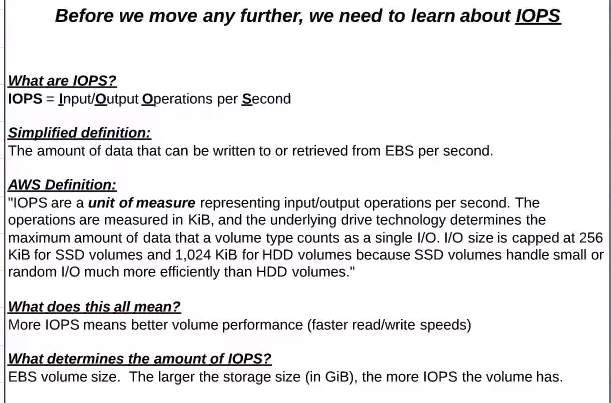 Before we move any further, we need to learn about IOPS
What are IOPS?
IOPS = Input/Output Operations per Second
Simplified definition:
The amount of data that can be written to or retrieved from EBS per second.
AWS Definition:
"IOPS are a unit of measure representing input/output operations per second. The
operations are measured in KiB, and the underlying drive technology determines the
maximum amount of data that a volume type counts as a single I/O. I/O size is capped at 256
KiB for SSD volumes and 1,024 KiB for HDD volumes because SSD volumes handle small or
random I/O much more efficiently than HDD volumes."
What does this all mean?
More IOPS means better volume performance (faster read/write speeds)
What determines the amount of IOPS?
EBS volume size.  The larger the storage size (in GiB), the more IOPS the volume has.